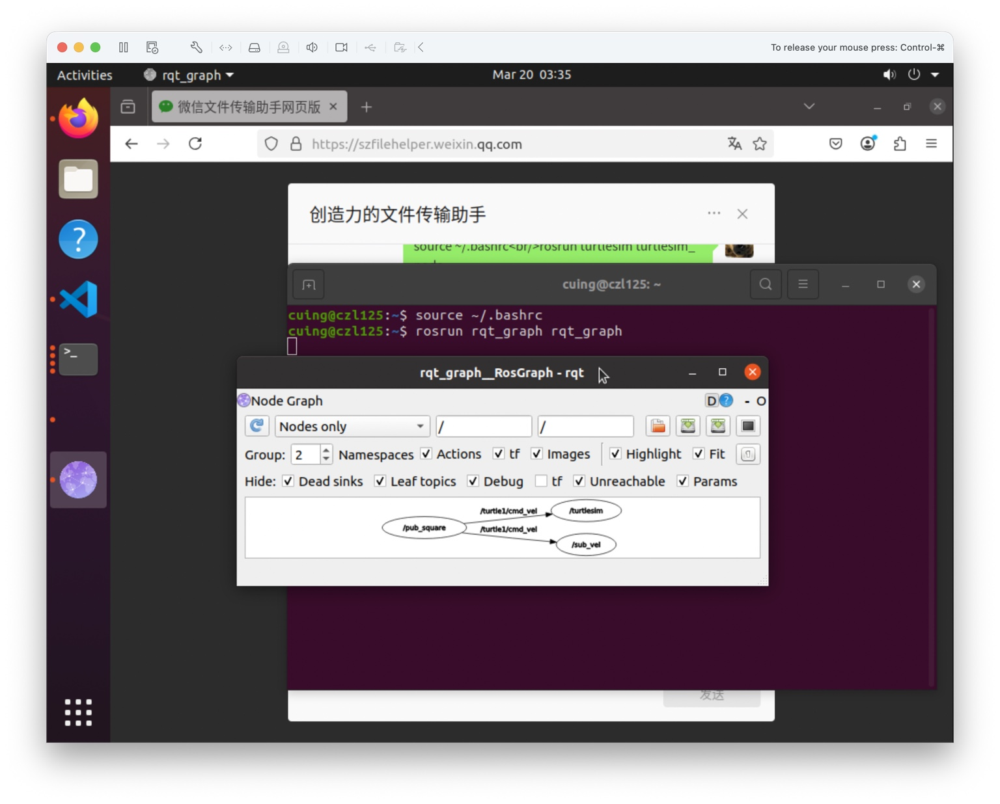 To release your mouse press: Control-⌘
Activities
rqt_graph
Mar 20 03:35
微信文件传输助手网页版
https://szfilehelper.weixin.qq.com
创造力的文件传输助手
source ~/.bashrc<br/>rosrun turtlesim turtlesim_
cuing@czl125: ~
cuing@czl125:~$ source ~/.bashrc
cuing@czl125:~$ rosrun rqt_graph rqt_graph
rqt_graph__RosGraph - rqt
Node Graph
D ? - O
Nodes only / /
Group: 2 Namespaces Actions tf Images Highlight Fit
Hide: Dead sinks Leaf topics Debug tf Unreachable Params
/turtle1/cmd_vel /turtlesim
/pub_square
/turtle1/cmd_vel
/sub_vel
发送